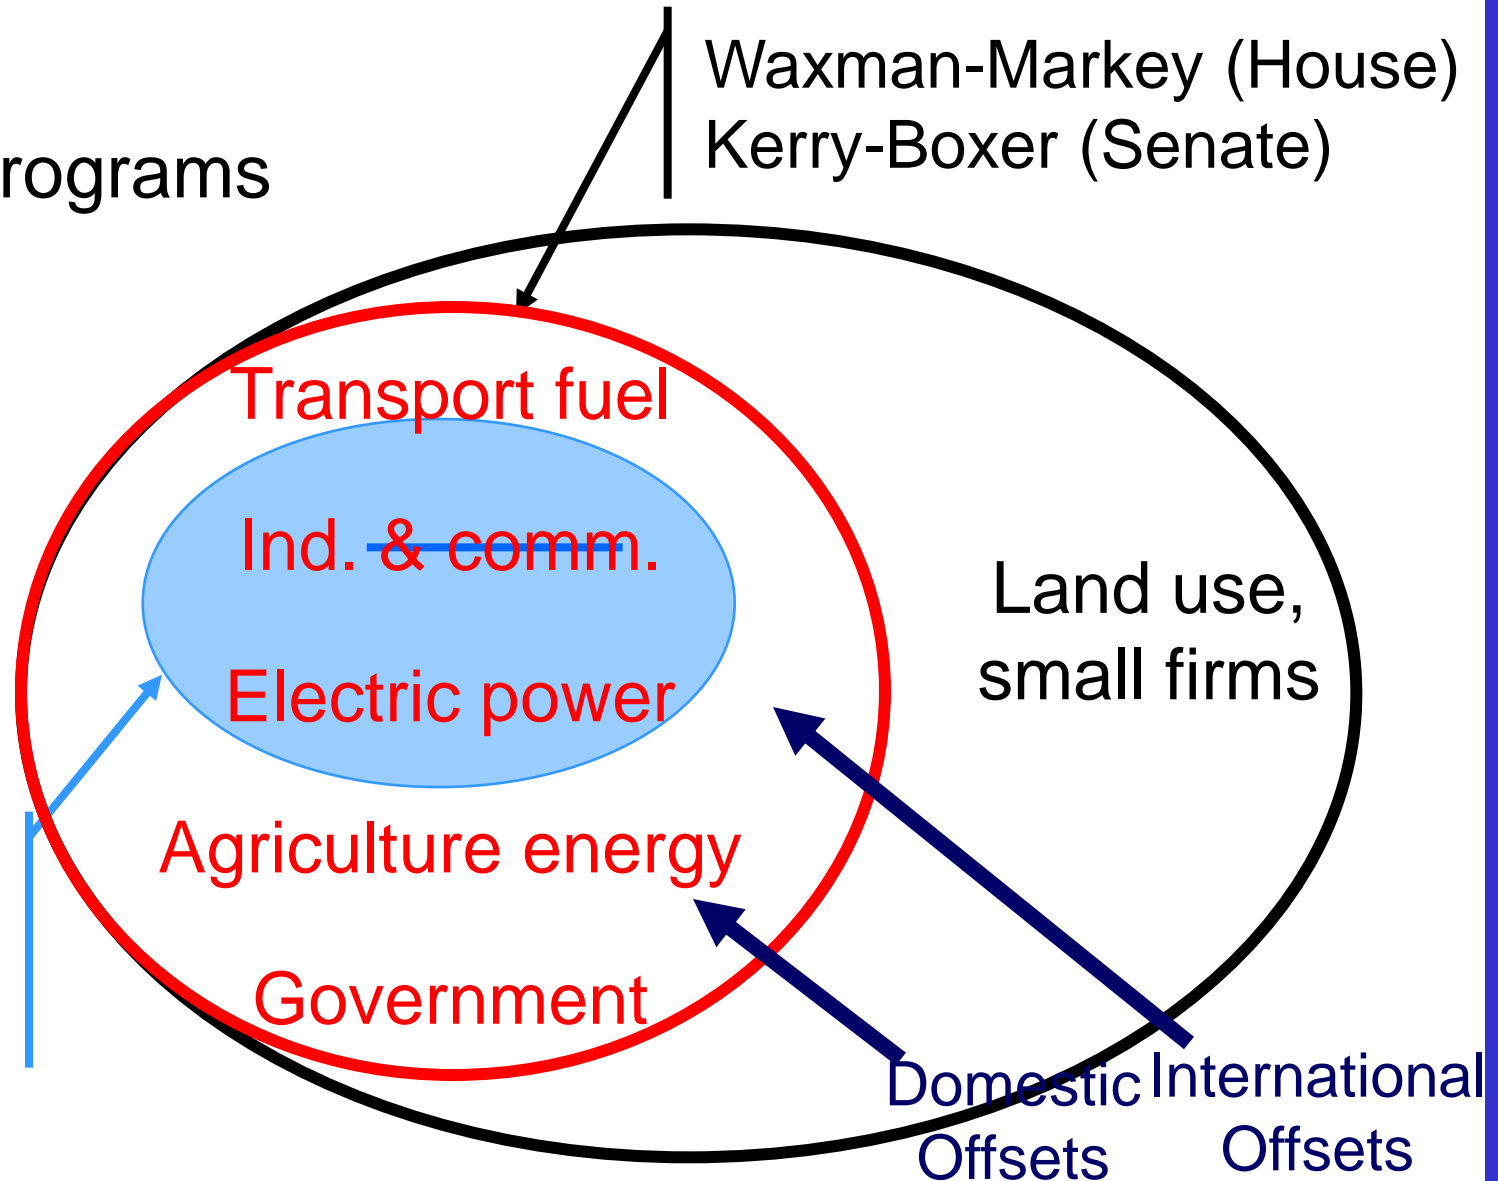 Waxman-Markey (House)
Kerry-Boxer (Senate)
rograms
Transport fuel
Ind. & comm.
Land use,
small firms
Electric power
Agriculture energy
Government
Domestic
Offsets
International
Offsets